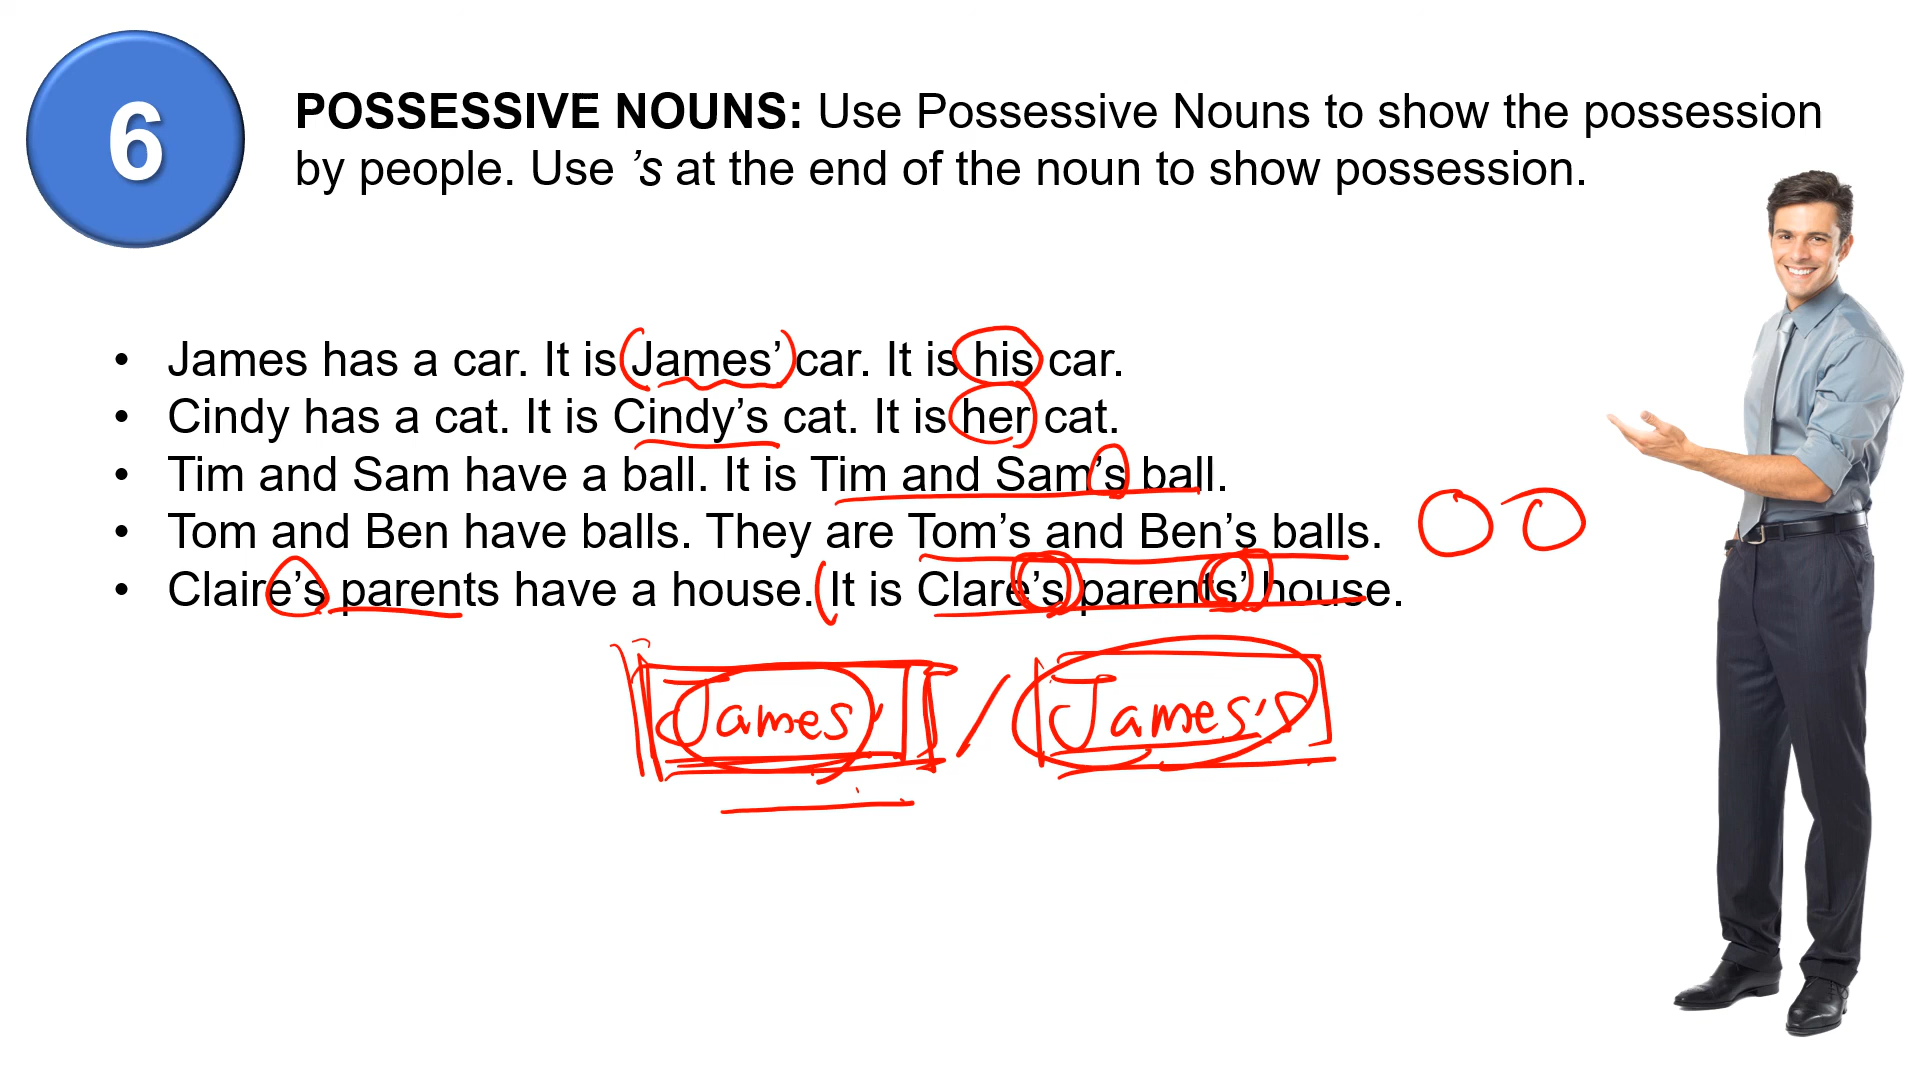 6
POSSESSIVE NOUNS: Use Possessive Nouns to show the possession
by people. Use ’s at the end of the noun to show possession.
• James has a car. It is James’ car. It is his car.
• Cindy has a cat. It is Cindy’s cat. It is her cat.
• Tim and Sam have a ball. It is Tim and Sam’s ball.
• Tom and Ben have balls. They are Tom’s and Ben’s balls.
• Claire’s parents have a house. It is Clare’s parents’ house.
James' / James's